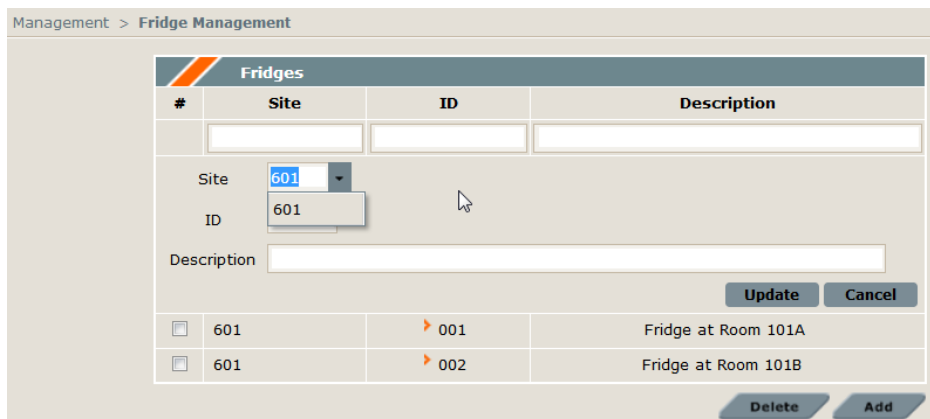 Management > Fridge Management
Fridges
# Site ID Description
Site 601
601
ID
Description
Update Cancel
601 001 Fridge at Room 101A
601 002 Fridge at Room 101B
Delete Add